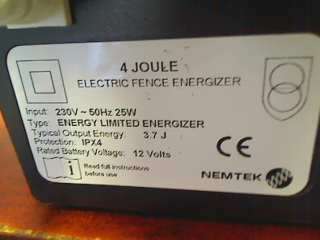 4 JOULE
ELECTRIC FENCE ENERGIZER
Input: 230V ~ 50Hz 25W
Type: ENERGY LIMITED ENERGIZER
Typical Output Energy: 3.7 J
Protection: IPX4
Rated Battery Voltage: 12 Volts
CE
i
Read full instructions
before use
NEMTEK